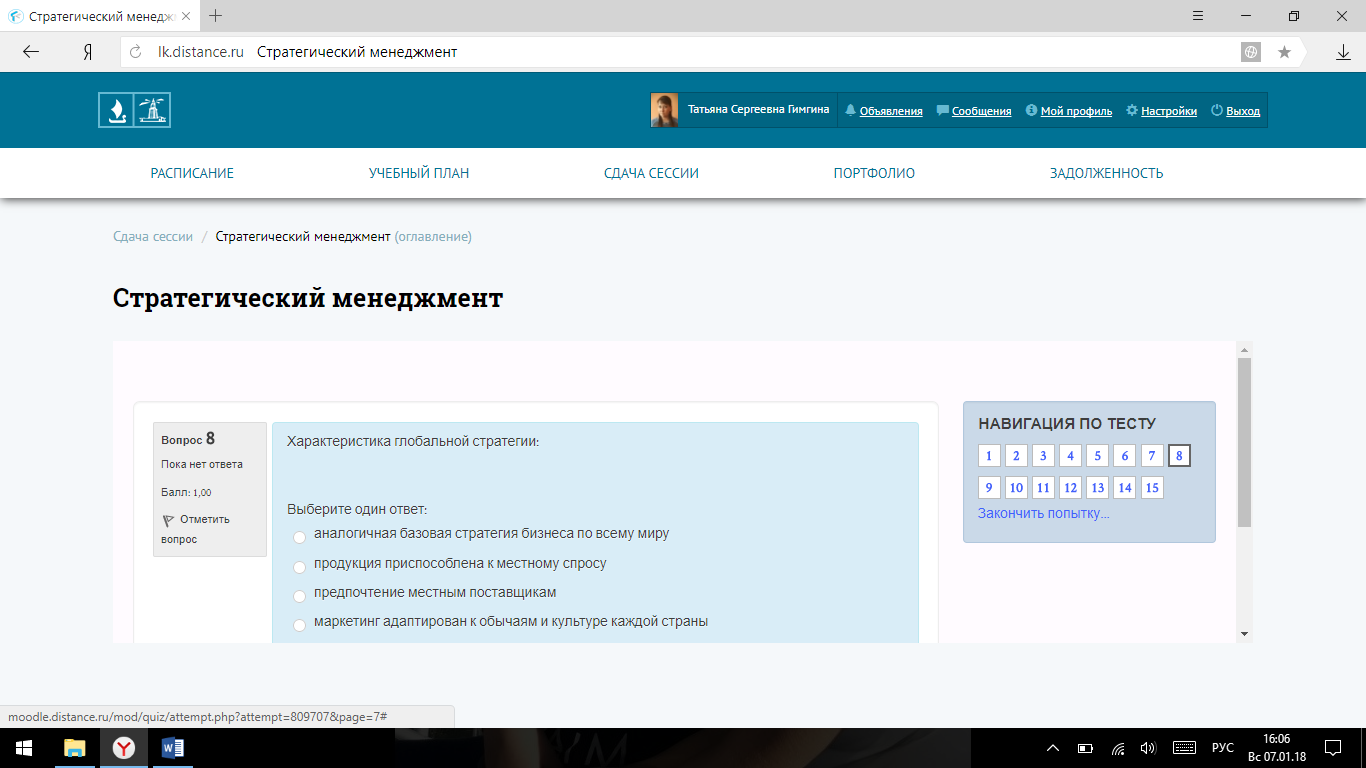 Стратегический менедж
lk.distance.ru Стратегический менеджмент
Татьяна Сергеевна Гимгина Объявления Сообщения Мой профиль Настройки Выход
РАСПИСАНИЕ УЧЕБНЫЙ ПЛАН СДАЧА СЕССИИ ПОРТФОЛИО ЗАДОЛЖЕННОСТЬ
Сдача сессии / Стратегический менеджмент (оглавление)
Стратегический менеджмент
Вопрос 8
Пока нет ответа
Балл: 1,00
Отметить
вопрос
Характеристика глобальной стратегии:
Выберите один ответ:
аналогичная базовая стратегия бизнеса по всему миру
продукция приспособлена к местному спросу
предпочтение местным поставщикам
маркетинг адаптирован к обычаям и культуре каждой страны
НАВИГАЦИЯ ПО ТЕСТУ
1 2 3 4 5 6 7 8
9 10 11 12 13 14 15
Закончить попытку...
moodle.distance.ru/mod/quiz/attempt.php?attempt=809707&page=7#
РУС
16:06
Вс 07.01.18